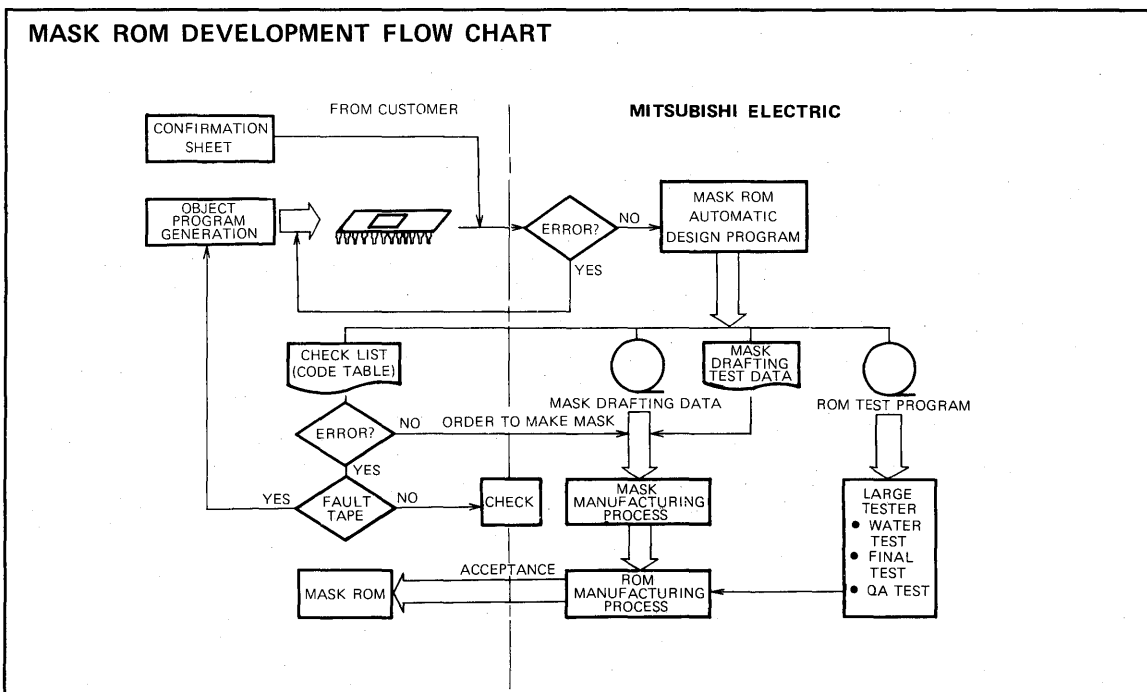 MASK ROM DEVELOPMENT FLOW CHART
FROM CUSTOMER
MITSUBISHI ELECTRIC
CONFIRMATION
SHEET
OBJECT
PROGRAM
GENERATION
ERROR?
NO
YES
MASK ROM
AUTOMATIC
DESIGN PROGRAM
CHECK LIST
(CODE TABLE)
MASK DRAFTING DATA
MASK
DRAFTING
TEST DATA
ROM TEST PROGRAM
ERROR?
NO
ORDER TO MAKE MASK
YES
YES
FAULT
TAPE
NO
CHECK
MASK
MANUFACTURING
PROCESS
LARGE
TESTER
● WATER
TEST
● FINAL
TEST
● QA TEST
ACCEPTANCE
MASK ROM
ROM
MANUFACTURING
PROCESS